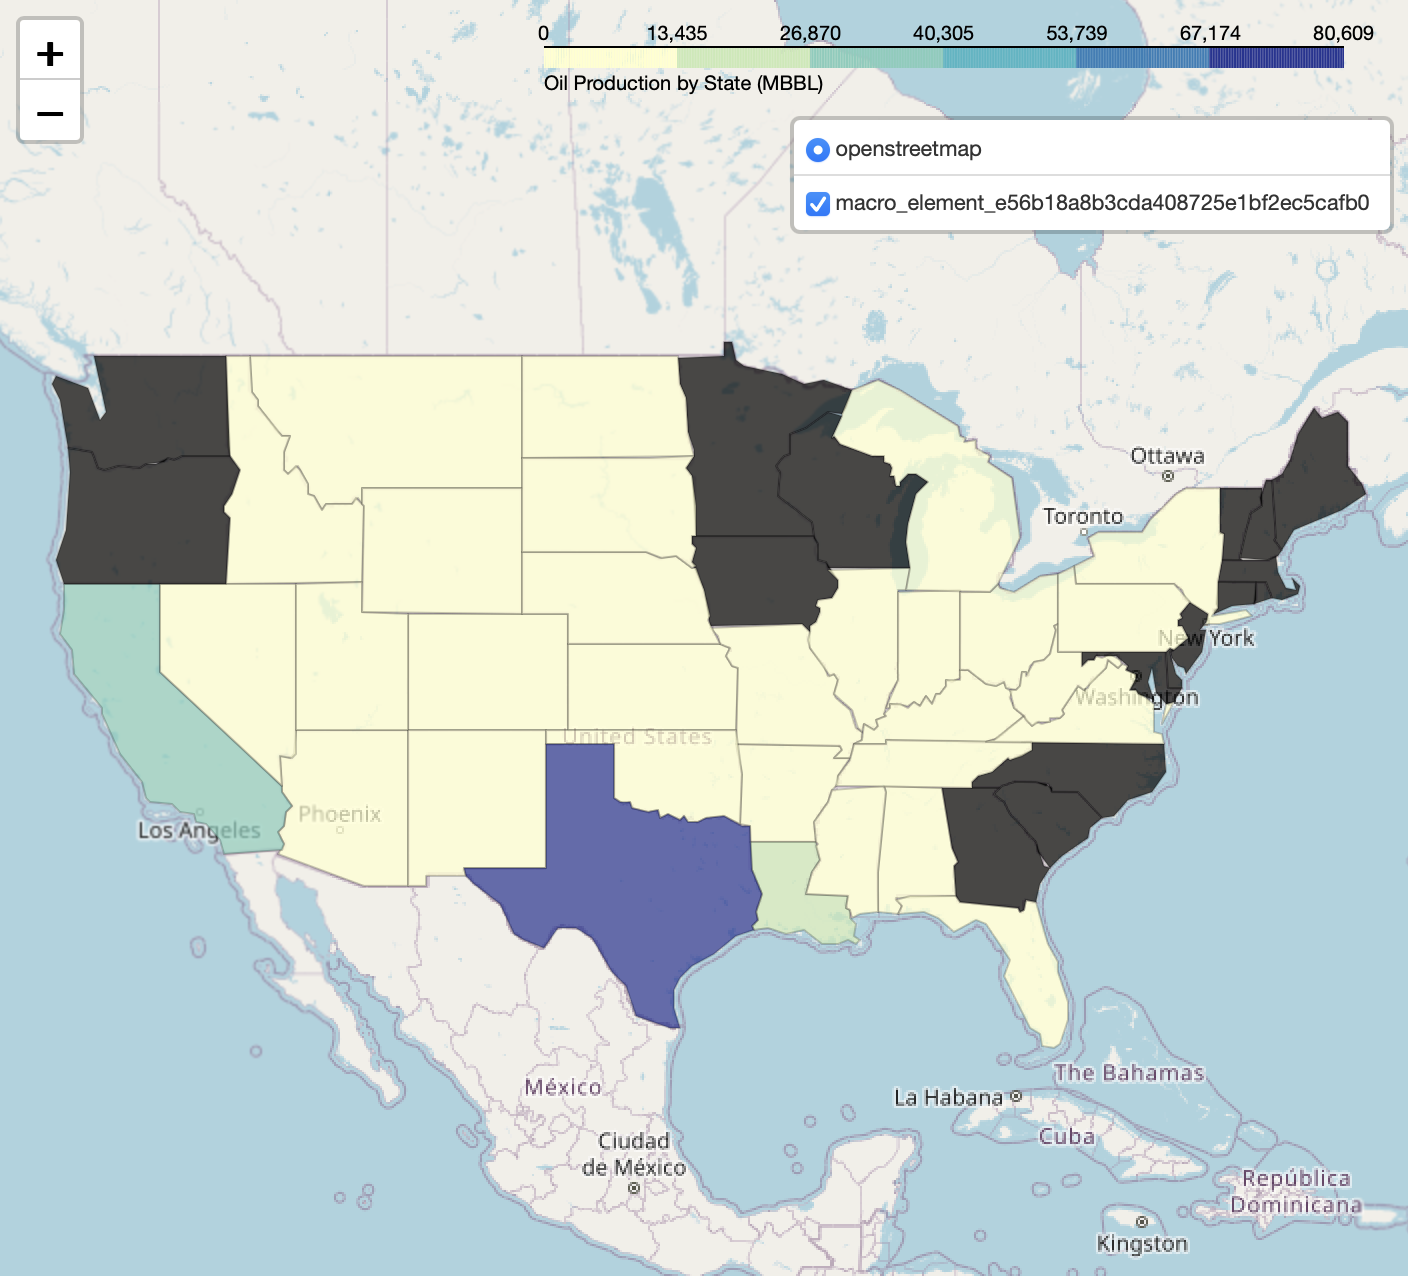 +
−
0 13,435 26,870 40,305 53,739 67,174 80,609
Oil Production by State (MBBL)
openstreetmap
macro_element_e56b18a8b3cda408725e1bf2ec5cafb0
Ottawa
Toronto
New York
Washington
United States
Phoenix
Los Angeles
México
La Habana
The Bahamas
Cuba
Ciudad
de México
República
Dominicana
Kingston